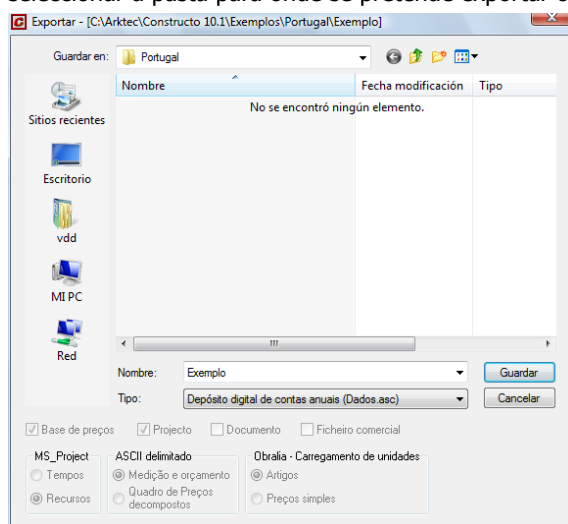 seleccionar a pasta para onde se pretende exportar o
Exportar - [C:\Arktec\Constructo 10.1\Exemplos\Portugal\Exemplo]
Guardar en: Portugal
Nombre Fecha modificación Tipo
No se encontró ningún elemento.
Sitios recientes
Escritorio
vdd
MI PC
Red
Nombre: Exemplo Guardar
Tipo: Depósito digital de contas anuais (Dados.asc) Cancelar
Base de preços Projecto Documento Ficheiro comercial
MS_Project ASCII delimitado Obralia - Carregamento de unidades
Tempos Medição e orçamento Artigos
Recursos Quadro de Preços decompostos Preços simples